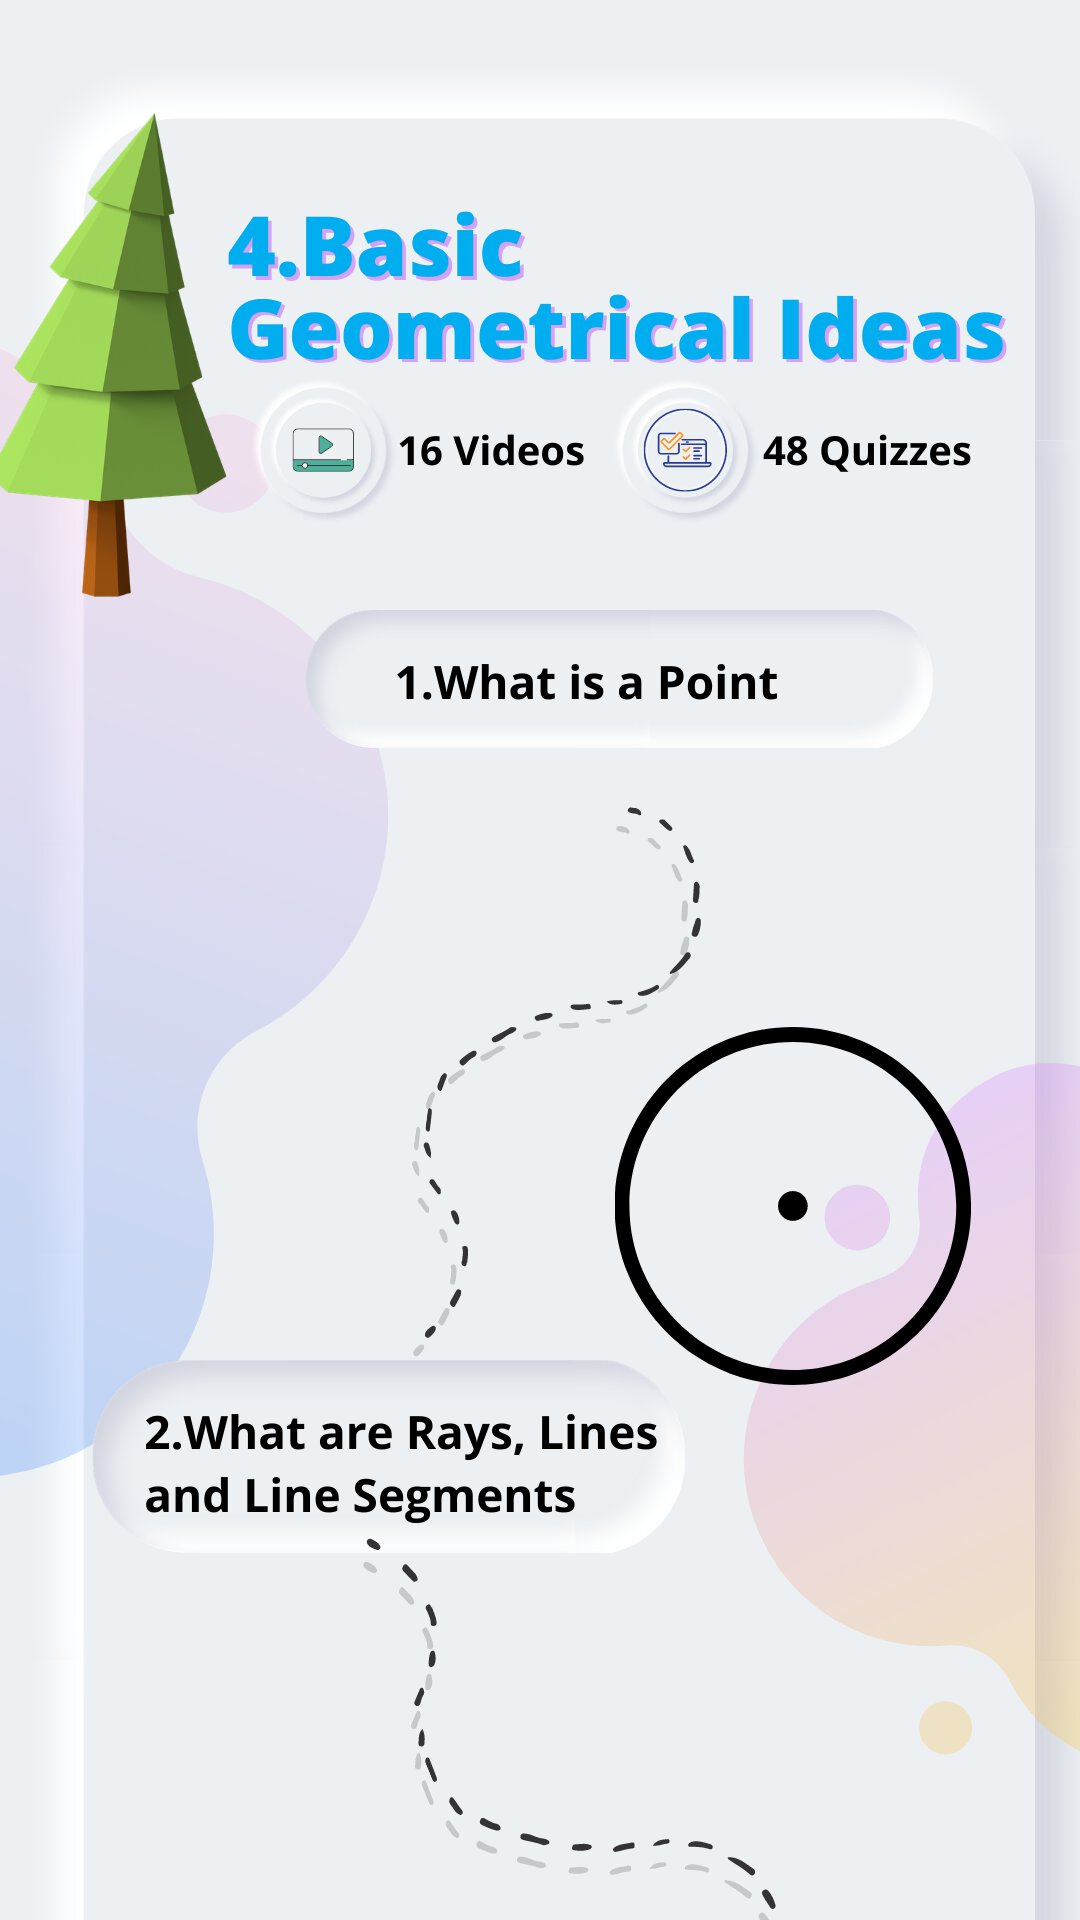 4.Basic
Geometrical Ideas
16 Videos
48 Quizzes
1.What is a Point
2.What are Rays, Lines
and Line Segments